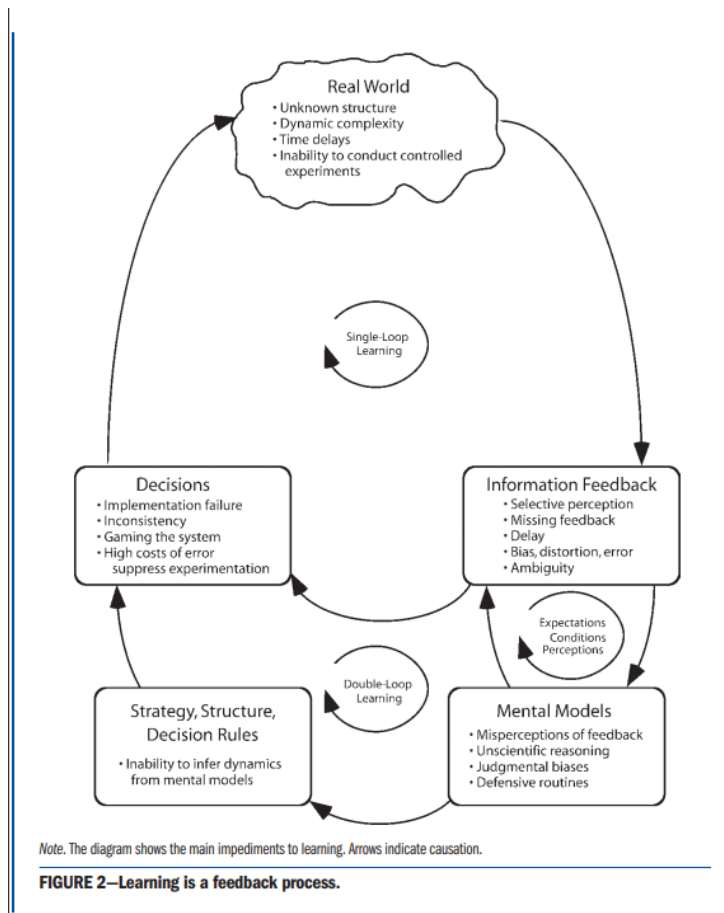 Real World
• Unknown structure
• Dynamic complexity
• Time delays
• Inability to conduct controlled
experiments
Single-Loop
Learning
Decisions
• Implementation failure
• Inconsistency
• Gaming the system
• High costs of error
suppress experimentation
Information Feedback
• Selective perception
• Missing feedback
• Delay
• Bias, distortion, error
• Ambiguity
Expectations
Conditions
Perceptions
Double-Loop
Learning
Strategy, Structure,
Decision Rules
• Inability to infer dynamics
from mental models
Mental Models
• Misperceptions of feedback
• Unscientific reasoning
• Judgmental biases
• Defensive routines
Note. The diagram shows the main impediments to learning. Arrows indicate causation.
FIGURE 2—Learning is a feedback process.